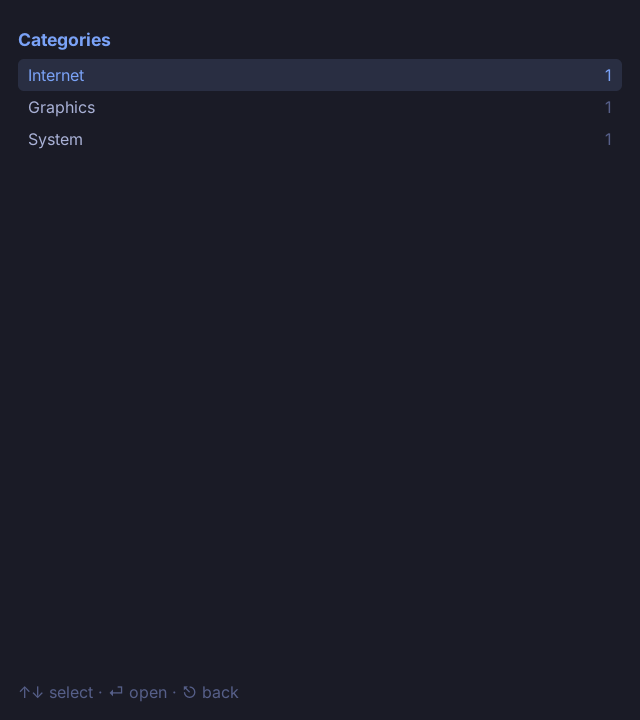 Categories
Internet 1
Graphics 1
System 1
↑↓ select · ⏎ open · ⎋ back